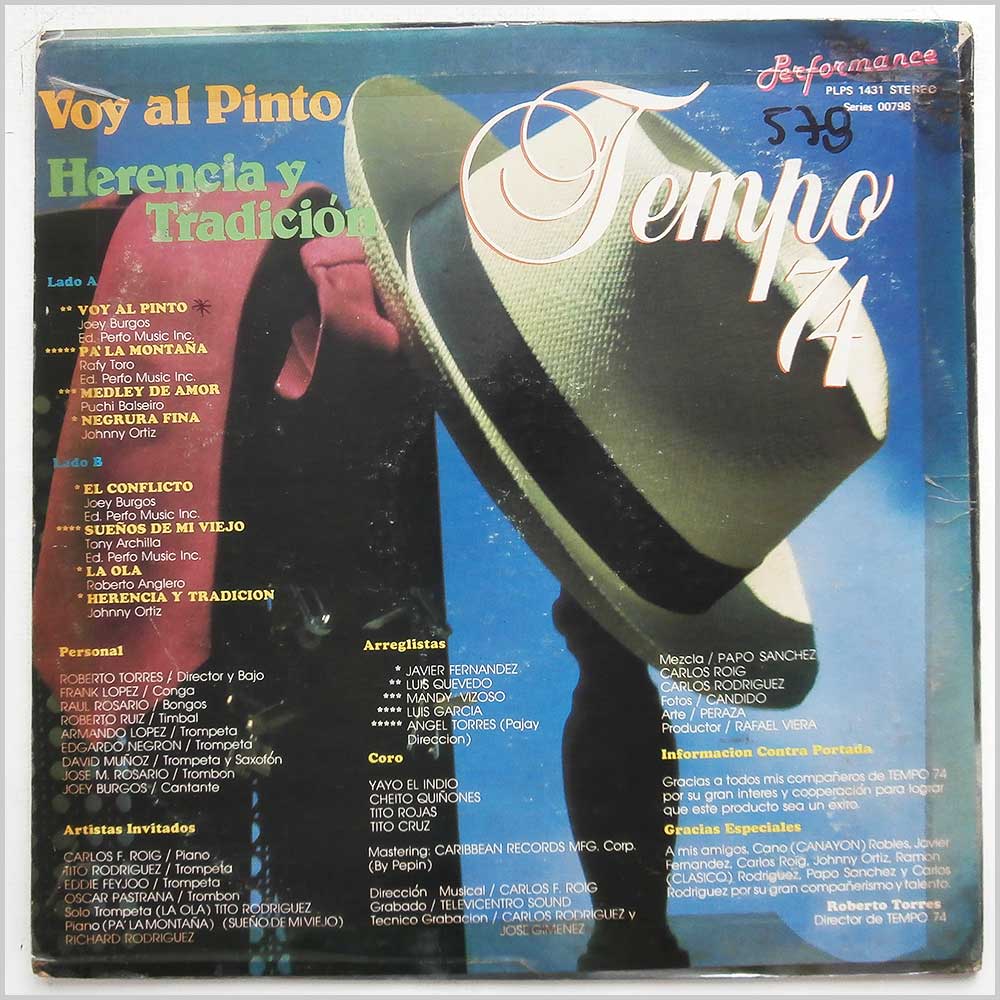 Performance
PLPS 1431 STEREO
Series 00798
578
Voy al Pinto
Herencia y
Tradición
Tempo
74
Lado A
** VOY AL PINTO *
Joey Burgos
Ed. Perfo Music Inc.
***** PA' LA MONTAÑA
Rafy Toro
Ed. Perfo Music Inc.
*** MEDLEY DE AMOR
Puchi Balseiro
* NEGRURA FINA
Johnny Ortiz
Lado B
* EL CONFLICTO
Joey Burgos
Ed. Perfo Music Inc.
**** SUEÑOS DE MI VIEJO
Tony Archilla
Ed. Perfo Music Inc.
* LA OLA
Roberto Anglero
* HERENCIA Y TRADICION
Johnny Ortíz
Personal
ROBERTO TORRES / Director y Bajo
FRANK LOPEZ / Conga
RAUL ROSARIO / Bongos
ROBERTO RUIZ / Timbal
ARMANDO LOPEZ / Trompeta
EDGARDO NEGRON / Trompeta
DAVID MUÑOZ / Trompeta y Saxofón
JOSE M. ROSARIO / Trombon
JOEY BURGOS / Cantante
Artistas Invitados
CARLOS F. ROIG / Piano
TITO RODRIGUEZ / Trompeta
EDDIE FEYJOO / Trompeta
OSCAR PASTRANA / Trombon
Solo Trompeta (LA OLA) TITO RODRIGUEZ
Piano (PA' LA MONTAÑA) (SUEÑO DE MI VIEJO)
RICHARD RODRIGUEZ
Arreglistas
* JAVIER FERNANDEZ
** LUIS QUEVEDO
*** MANDY VIZOSO
**** LUIS GARCIA
***** ANGEL TORRES (Pajay
Direccion)
Coro
YAYO EL INDIO
CHEITO QUIÑONES
TITO ROJAS
TITO CRUZ
Mastering: CARIBBEAN RECORDS MFG. Corp.
(By Pepin)
Dirección Musical / CARLOS F. ROIG
Grabado / TELEVICENTRO SOUND
Tecnico Grabacion / CARLOS RODRÍGUEZ y
JOSE GIMENEZ
Mezcla / PAPO SANCHEZ
CARLOS ROIG
CARLOS RODRIGUEZ
Fotos / CANDIDO
Arte / PERAZA
Productor / RAFAEL VIERA
Informacion Contra Portada
Gracias a todos mis compañeros de TEMPO 74
por su gran interes y cooperación para lograr
que este producto sea un exito.
Gracias Especiales
A mis amigos, Cano (CANAYON) Robles, Javier
Fernandez, Carlos Roig, Johnny Ortiz, Ramon
(CLASICO) Rodriguez, Papo Sanchez y Carlos
Rodriguez por su gran compañerismo y talento.
Roberto Torres
Director de TEMPO 74